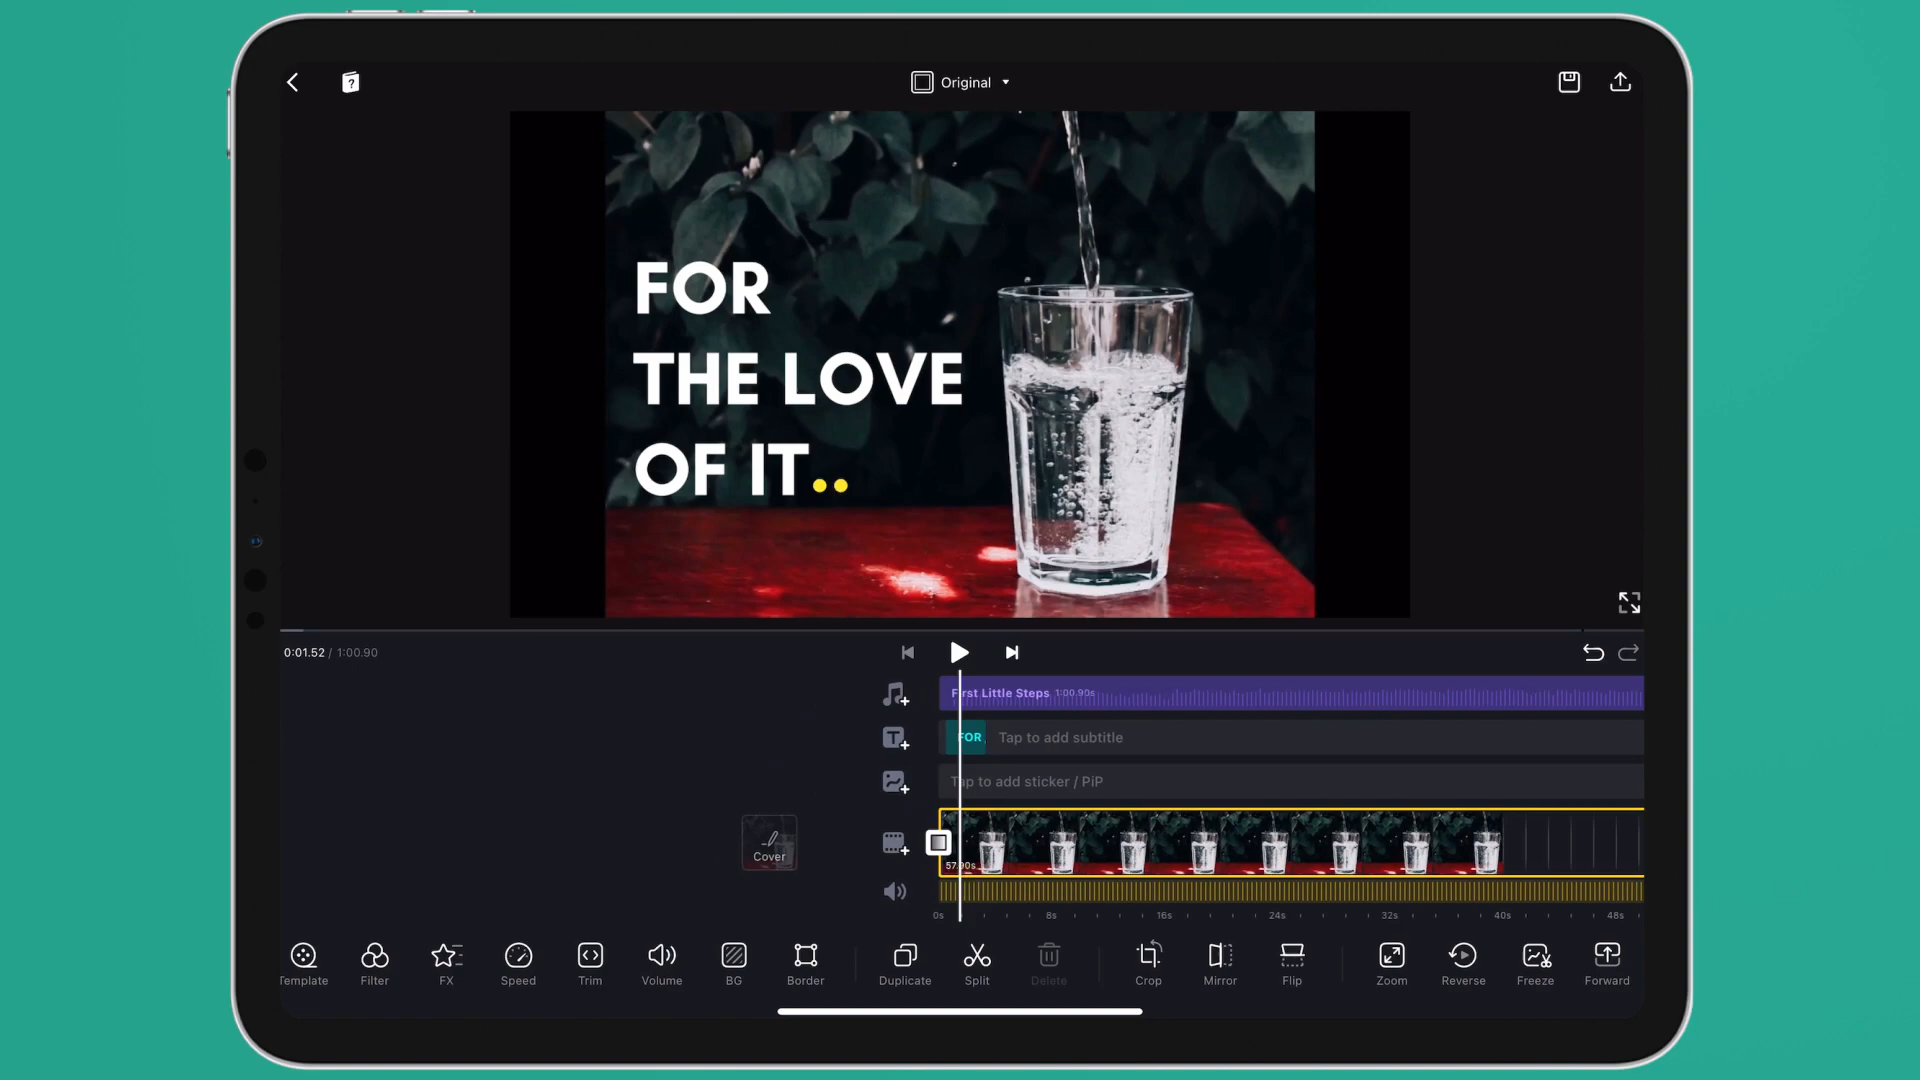 Original
FOR
THE LOVE
OF IT..
0:01.52 / 1:00.90
First Little Steps 1:00.90s
FOR
Tap to add subtitle
Tap to add sticker / PiP
Cover
57.90s
0s 8s 16s 24s 32s 40s 48s
Template Filter FX Speed Trim Volume BG Border Duplicate Split Delete Crop Mirror Flip Zoom Reverse Freeze Forward